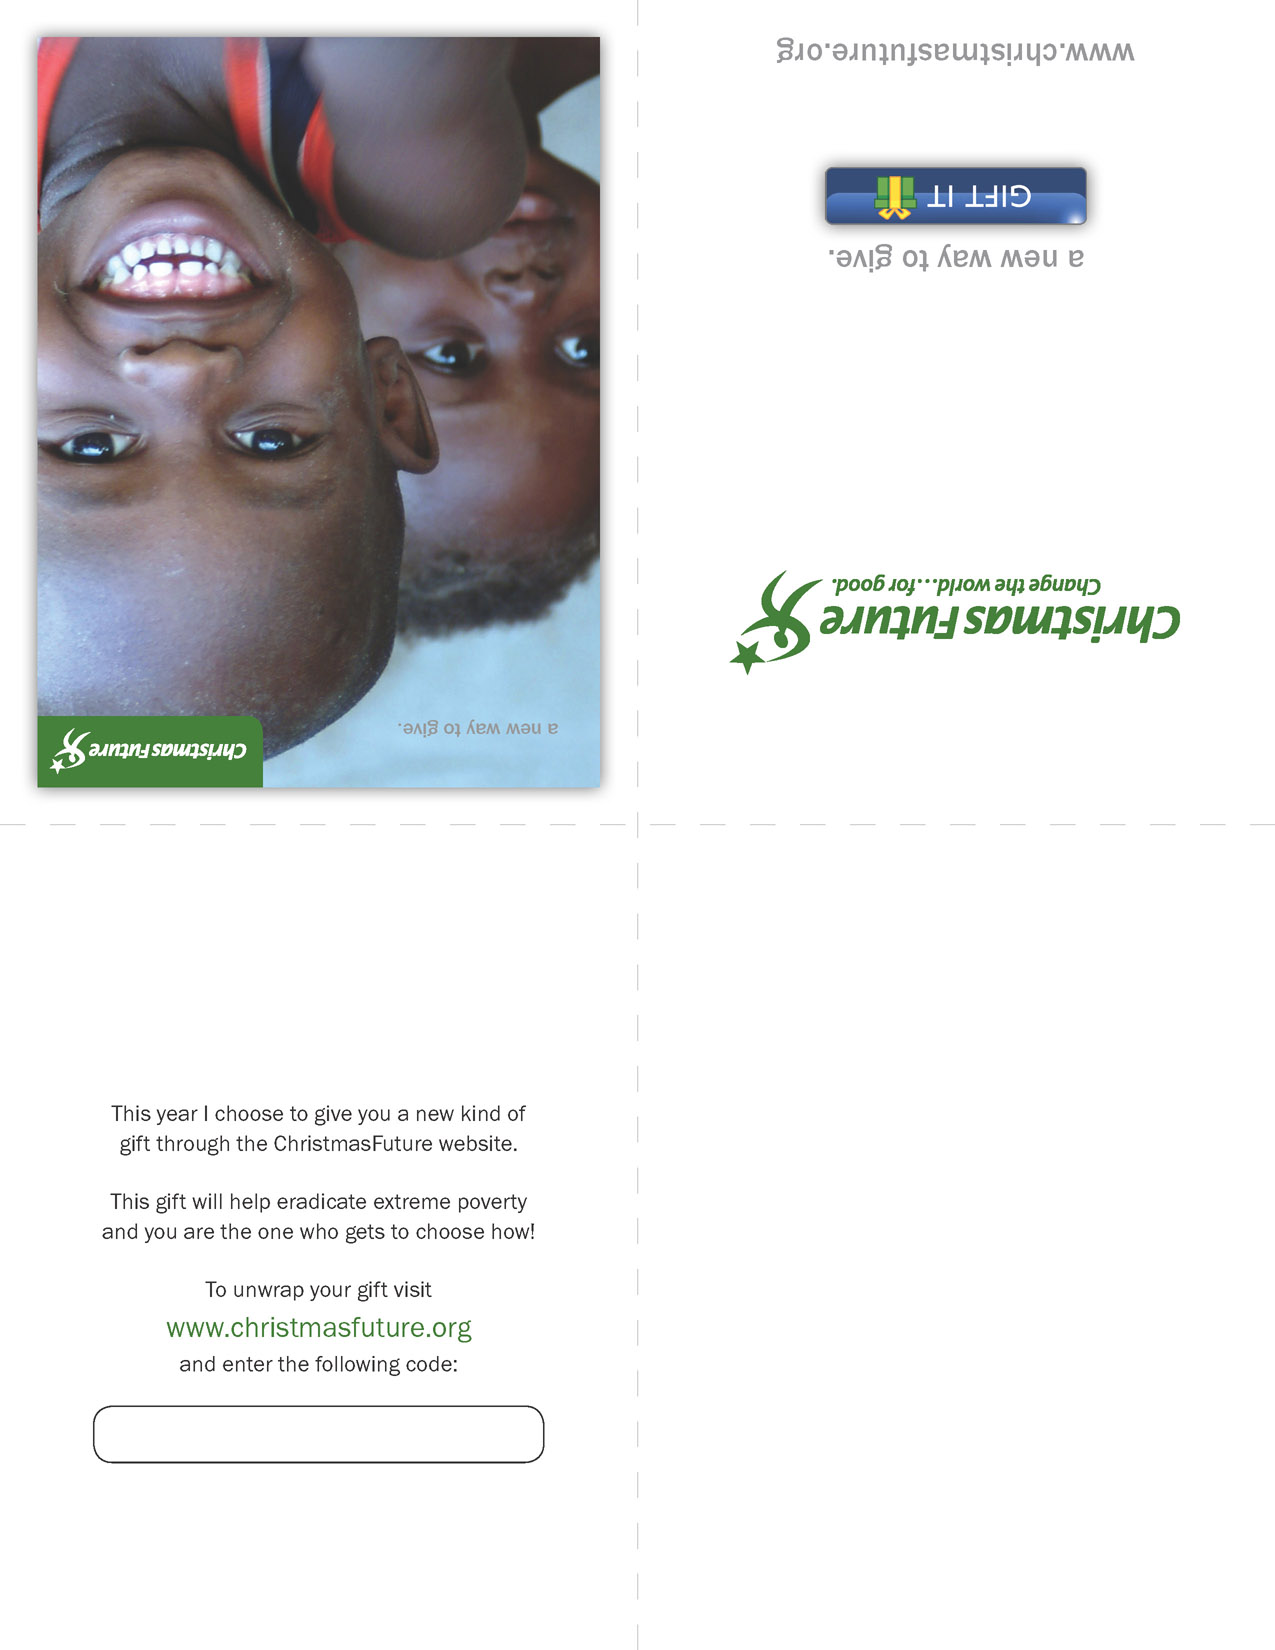 www.christmasfuture.org
GIFT IT
a new way to give.
Change the world...for good.
ChristmasFuture
a new way to give.
ChristmasFuture
This year I choose to give you a new kind of
gift through the ChristmasFuture website.
This gift will help eradicate extreme poverty
and you are the one who gets to choose how!
To unwrap your gift visit
www.christmasfuture.org
and enter the following code: